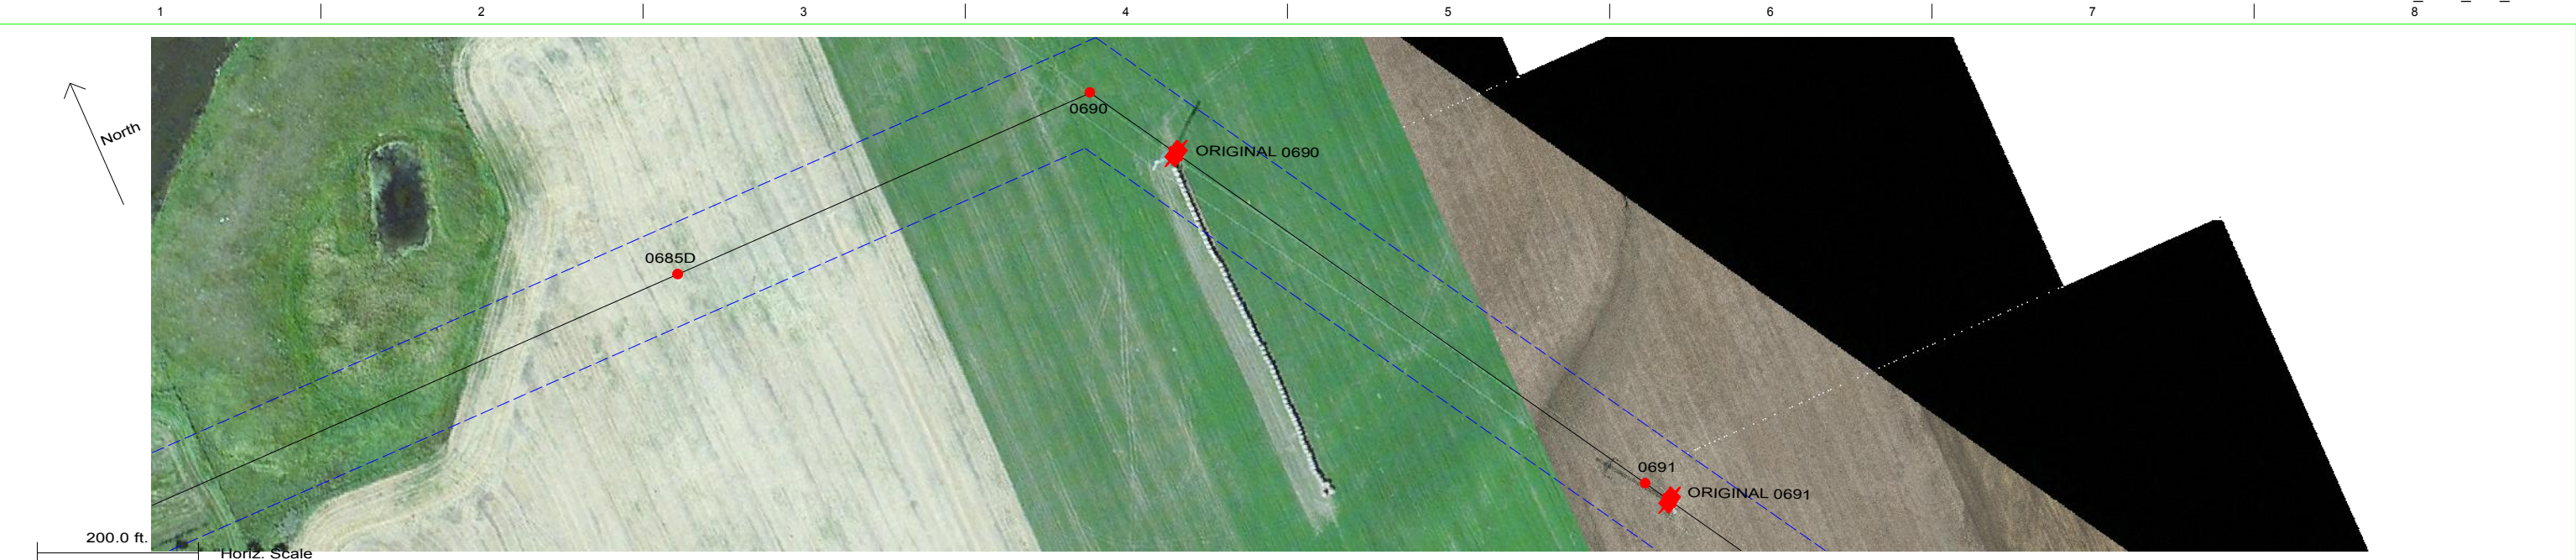 1 2 3 4 5 6 7 8
North
0690
ORIGINAL 0690
0685D
0691
ORIGINAL 0691
200.0 ft.
Horiz. Scale